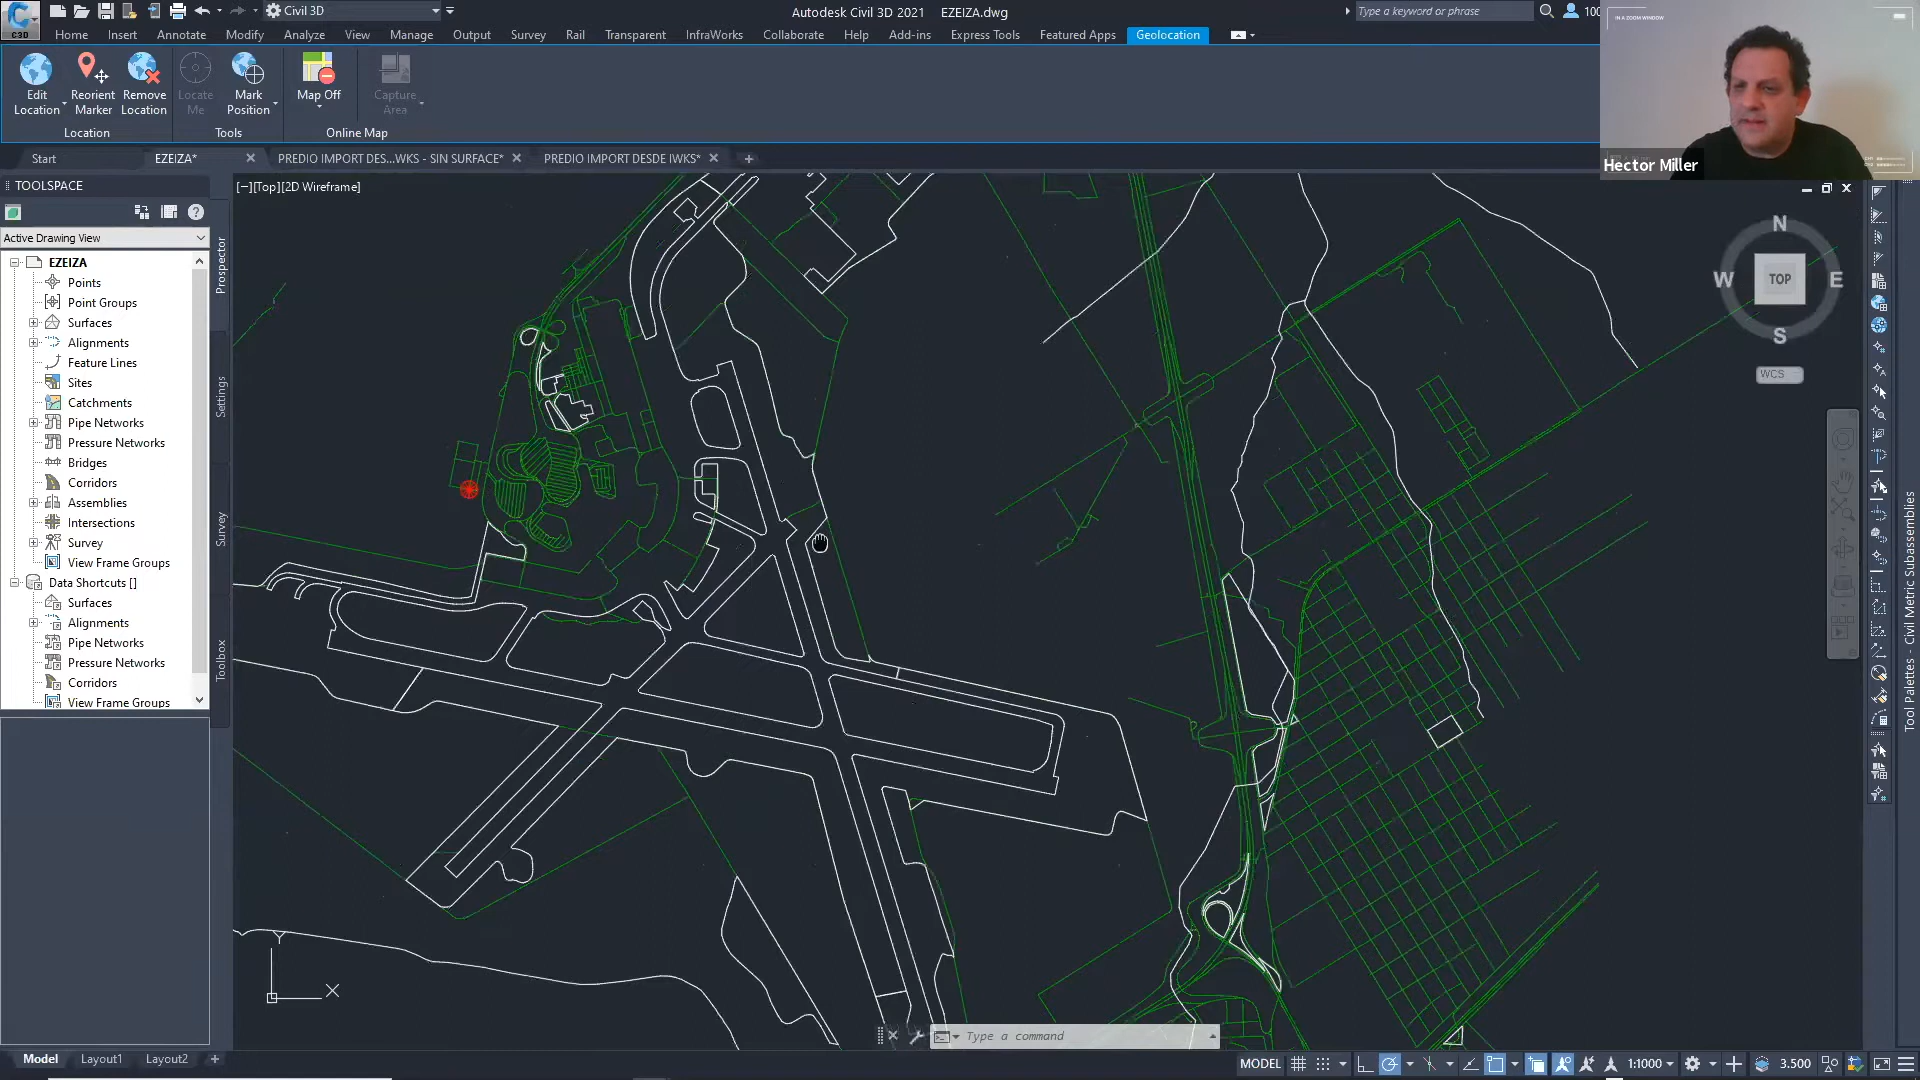 Civil 3D
Autodesk Civil 3D 2021 EZEIZA.dwg
Type a keyword or phrase
100
IN A ZOOM WINDOW
C3D
Home Insert Annotate Modify Analyze View Manage Output Survey Rail Transparent InfraWorks Collaborate Help Add-ins Express Tools Featured Apps Geolocation
Edit Location
Reorient Marker
Remove Location
Locate Me
Mark Position
Map Off
Capture Area
Location Tools Online Map
Hector Miller
Start EZEIZA* PREDIO IMPORT DES...WKS - SIN SURFACE* PREDIO IMPORT DESDE IWKS*
TOOLSPACE
[−][Top][2D Wireframe]
Active Drawing View
EZEIZA
Points
Point Groups
Surfaces
Alignments
Feature Lines
Sites
Catchments
Pipe Networks
Pressure Networks
Bridges
Corridors
Assemblies
Intersections
Survey
View Frame Groups
Data Shortcuts []
Surfaces
Alignments
Pipe Networks
Pressure Networks
Corridors
View Frame Groups
Prospector
Settings
Survey
Toolbox
N
W TOP E
S
WCS
Tool Palettes - Civil Metric Subassemblies
Y
X
Type a command
Model Layout1 Layout2 +
MODEL 1:1000 3.500